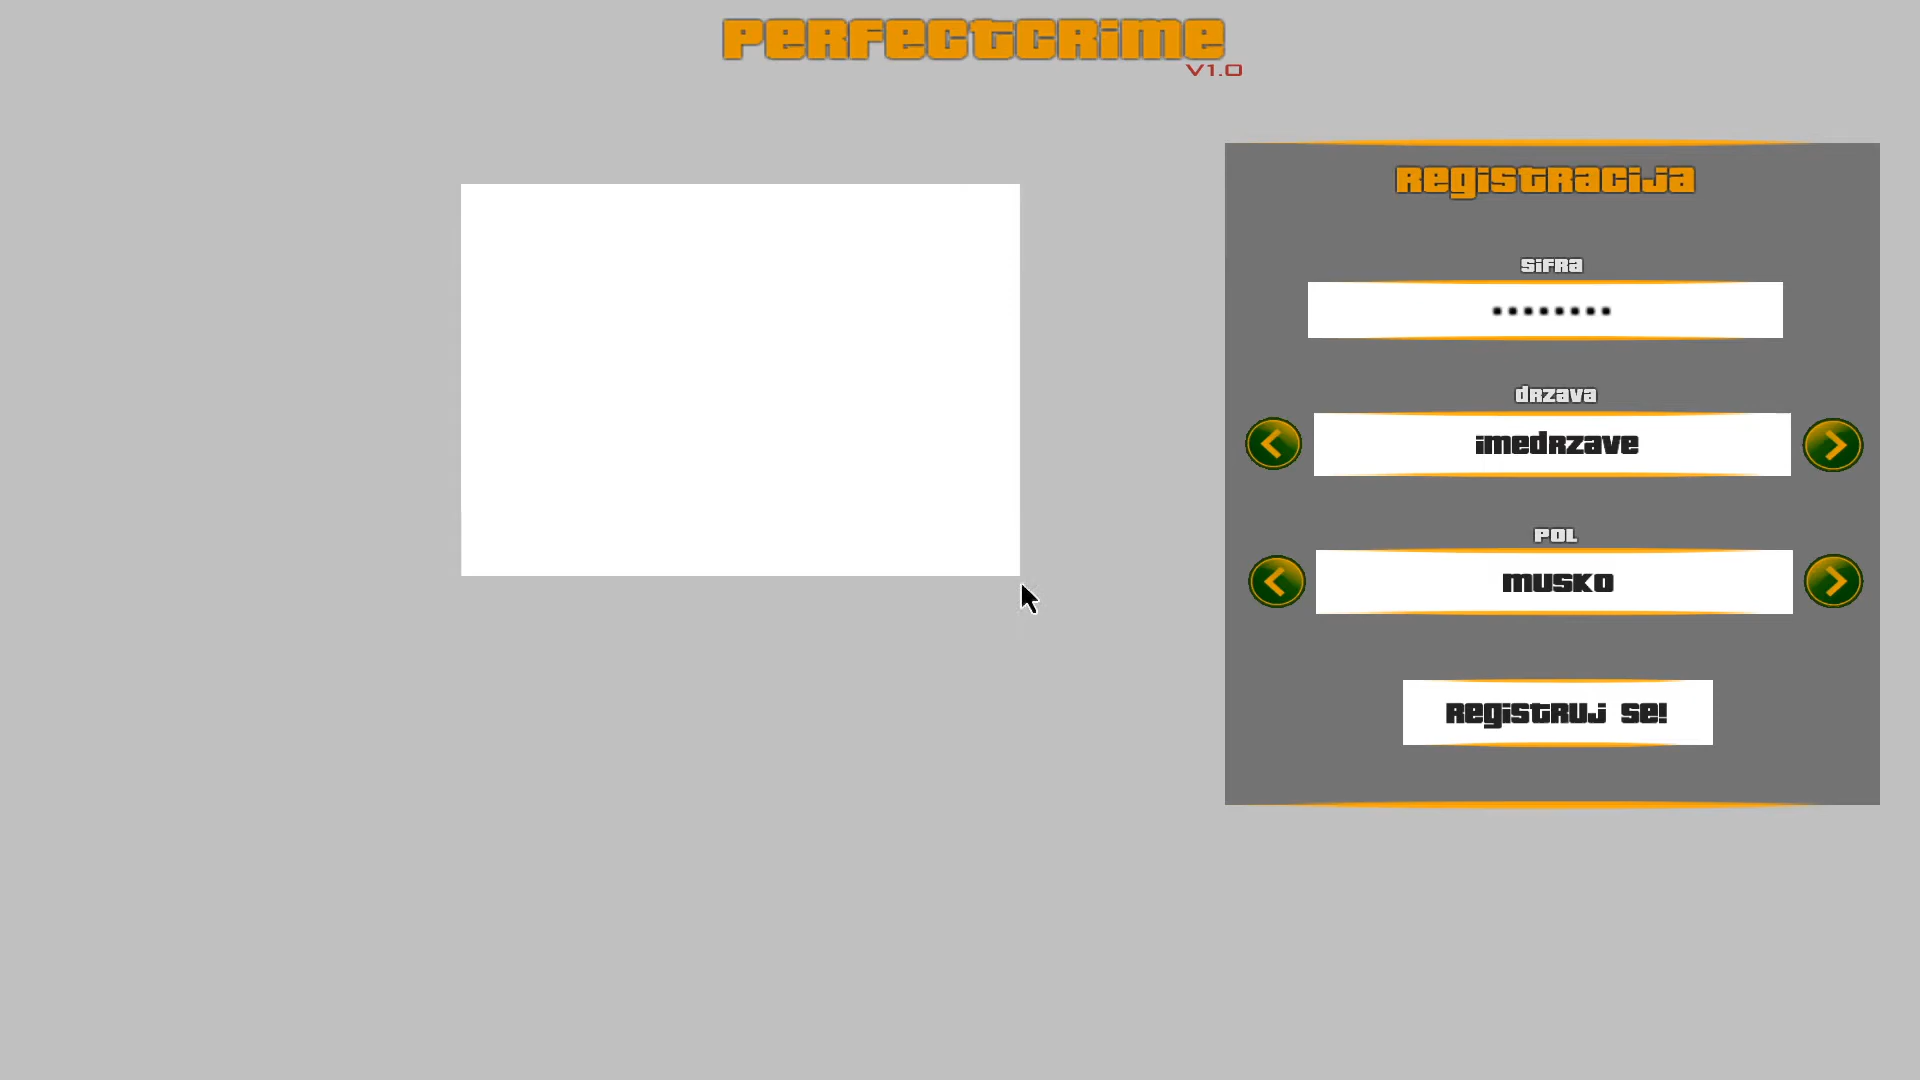 PERFECTCRIME
V1.0
REGISTRACIJA
SIFRA
••••••••
DRZAVA
IMEDRZAVE
POL
MUSKO
REGISTRUJ SE!